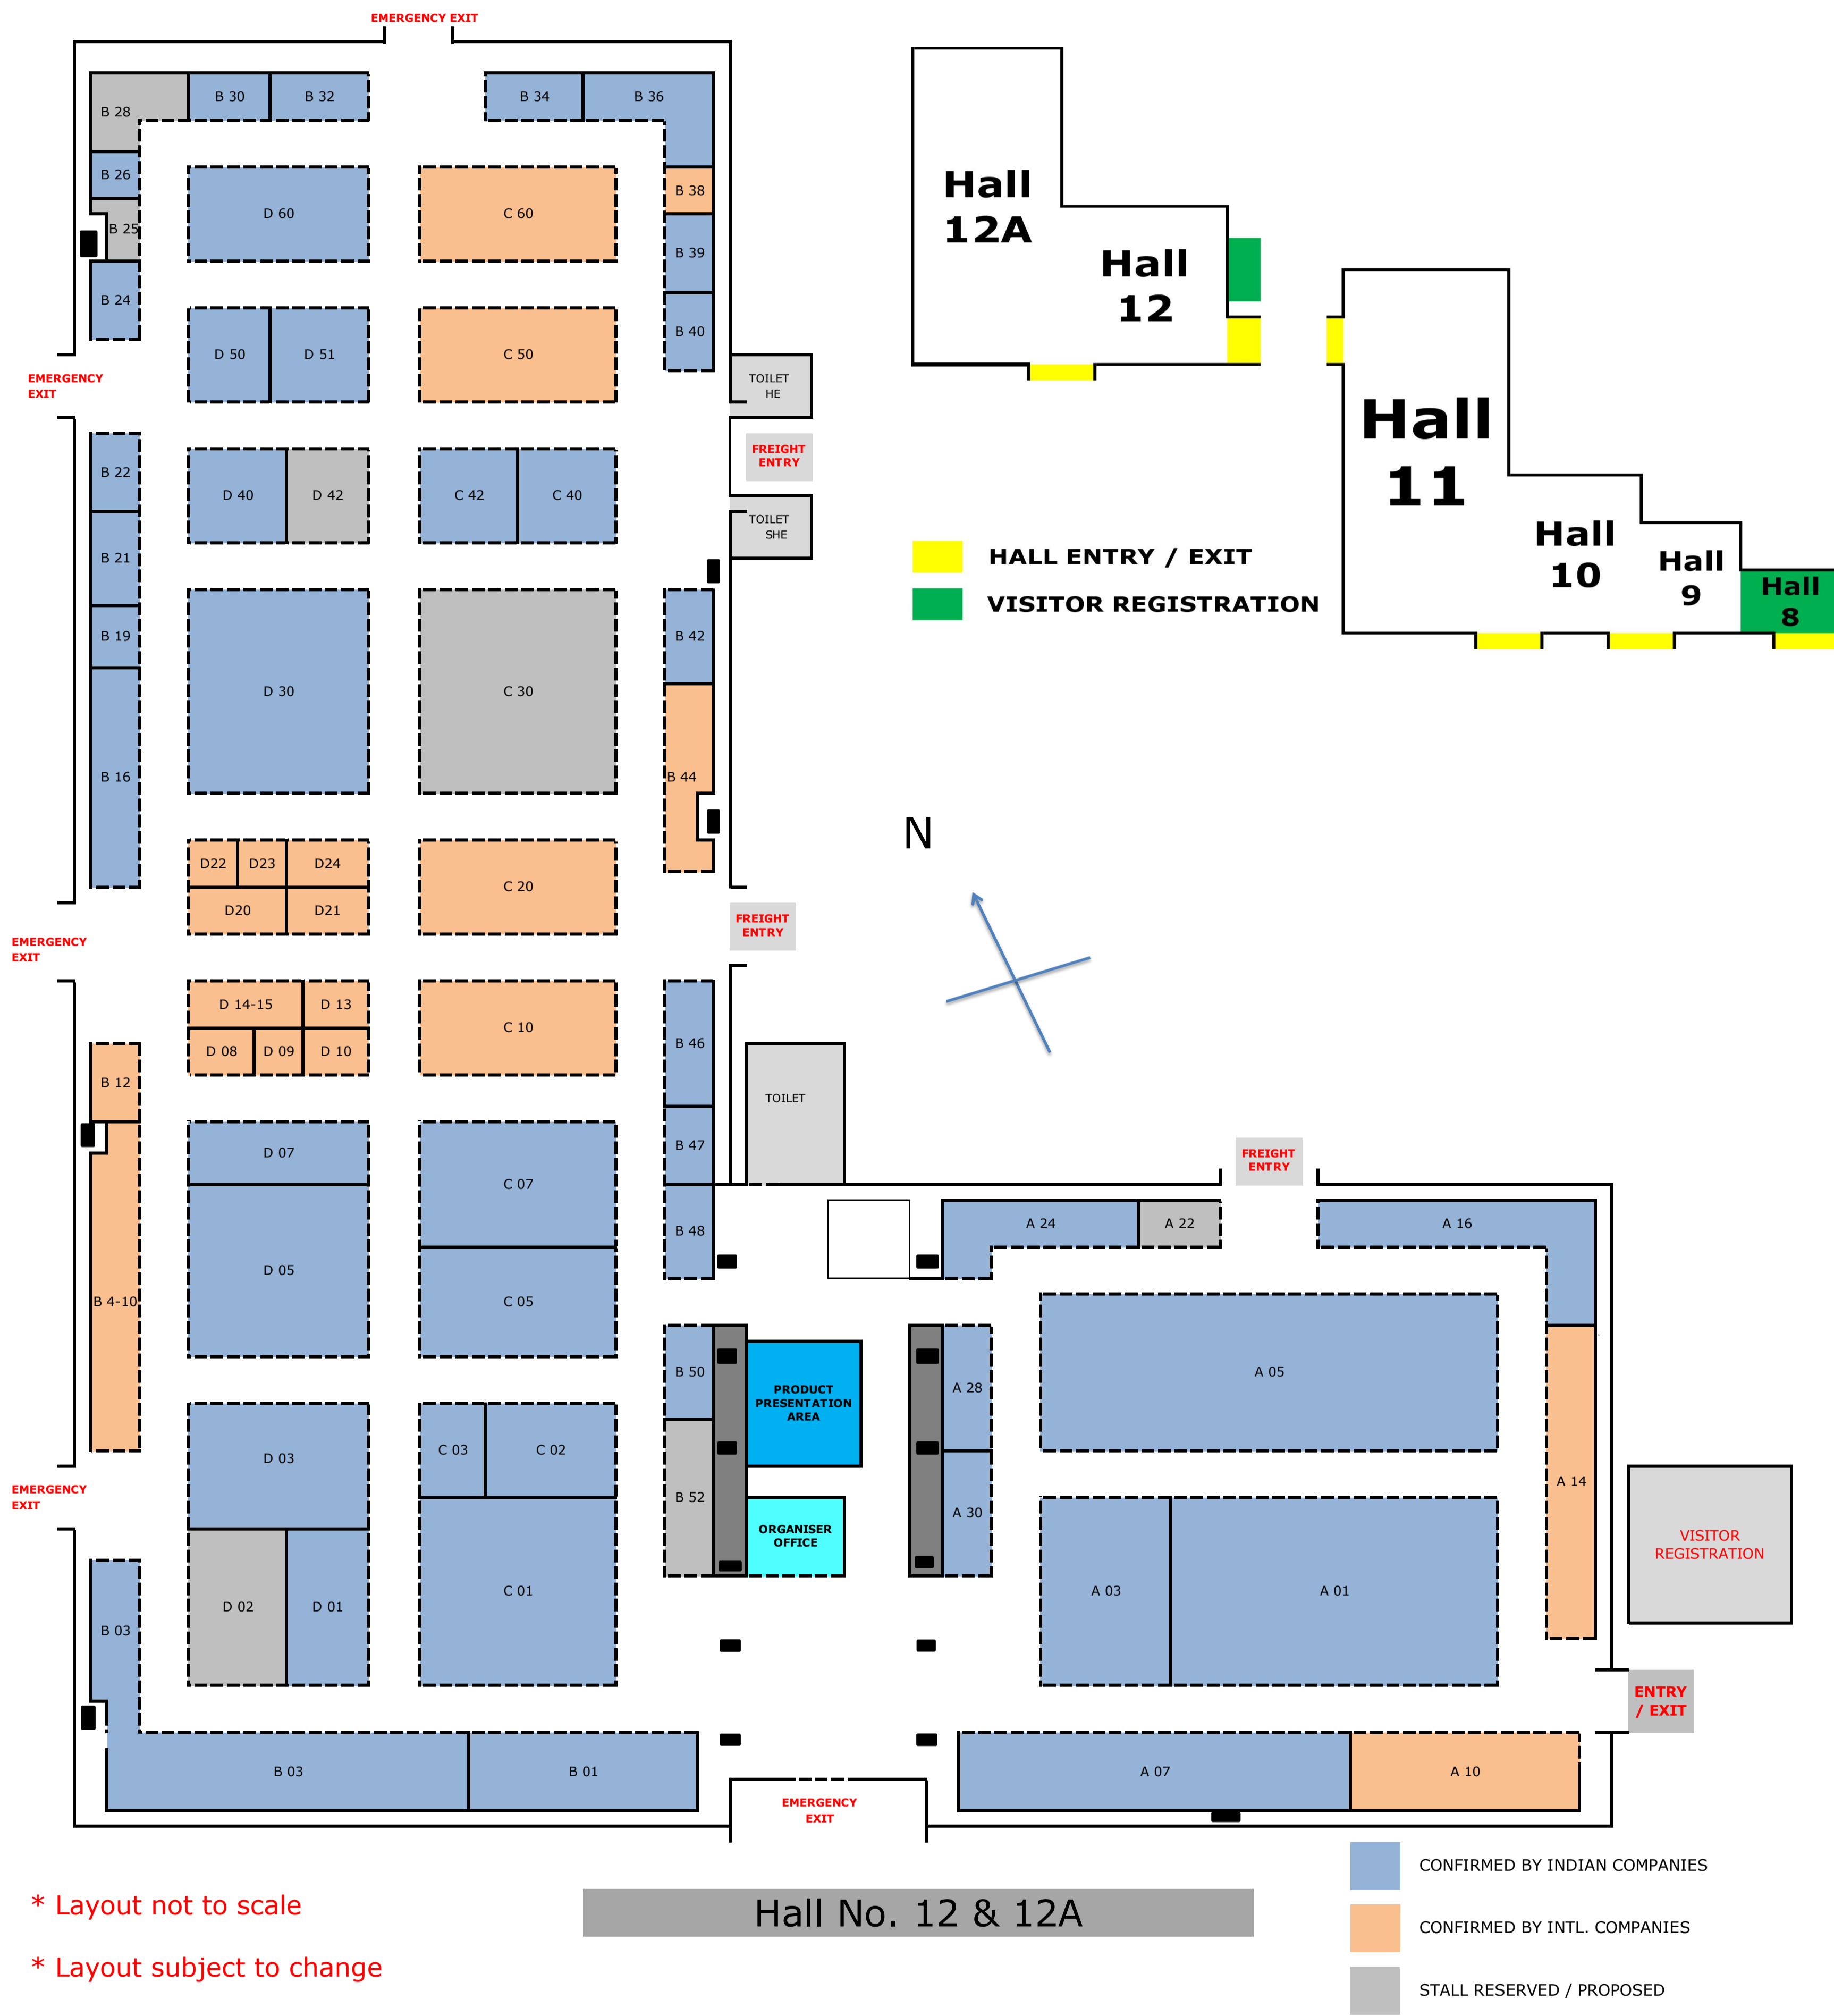 EMERGENCY EXIT
B 28
B 30
B 32
B 34
B 36
B 26
B 25
B 24
D 60
C 60
B 38
B 39
B 40
D 50
D 51
C 50
EMERGENCY
EXIT
TOILET
HE
FREIGHT
ENTRY
TOILET
SHE
B 22
B 21
B 19
B 16
D 40
D 42
C 42
C 40
D 30
C 30
B 42
B 44
D22
D23
D24
D20
D21
C 20
FREIGHT
ENTRY
EMERGENCY
EXIT
D 14-15
D 13
D 08
D 09
D 10
C 10
B 46
B 47
B 48
TOILET
B 12
B 4-10
D 07
D 05
C 07
C 05
D 03
C 03
C 02
B 50
B 52
PRODUCT
PRESENTATION
AREA
ORGANISER
OFFICE
EMERGENCY
EXIT
D 02
D 01
C 01
B 03
B 03
B 01
EMERGENCY
EXIT
Hall
12A
Hall
12
Hall
11
Hall
10
Hall
9
Hall
8
HALL ENTRY / EXIT
VISITOR REGISTRATION
N
FREIGHT
ENTRY
A 24
A 22
A 16
A 05
A 28
A 30
A 14
A 03
A 01
A 07
A 10
VISITOR
REGISTRATION
ENTRY
/ EXIT
CONFIRMED BY INDIAN COMPANIES
CONFIRMED BY INTL. COMPANIES
STALL RESERVED / PROPOSED
Hall No. 12 & 12A
* Layout not to scale
* Layout subject to change